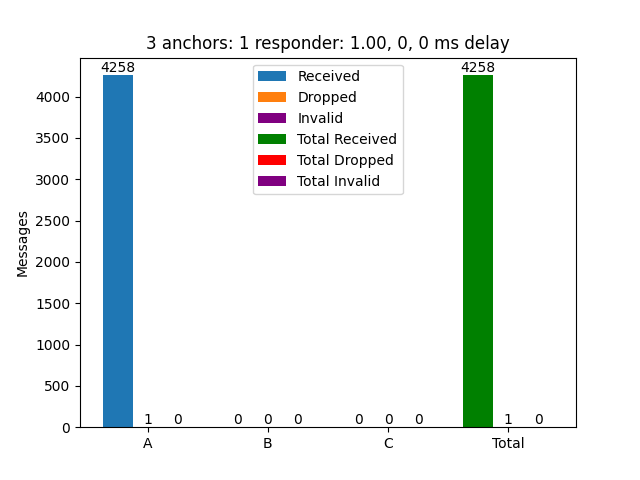 3 anchors: 1 responder: 1.00, 0, 0 ms delay
4258
4258
Received
Dropped
Invalid
Total Received
Total Dropped
Total Invalid
Messages
4000
3500
3000
2500
2000
1500
1000
500
0
1 0 0 0 0 0 0 0 1 0
A B C Total